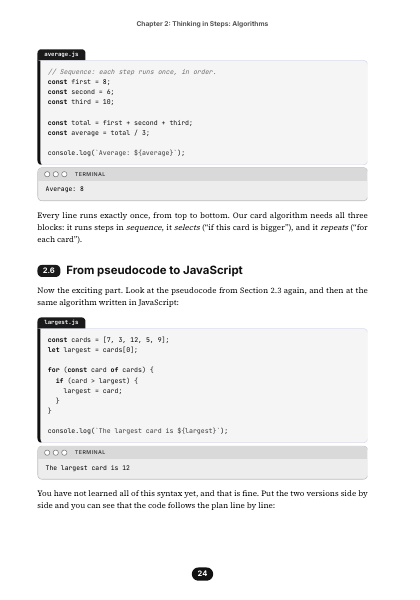 Chapter 2: Thinking in Steps: Algorithms
average.js
// Sequence: each step runs once, in order.
const first = 8;
const second = 6;
const third = 10;
const total = first + second + third;
const average = total / 3;
console.log(`Average: ${average}`);
TERMINAL
Average: 8
Every line runs exactly once, from top to bottom. Our card algorithm needs all three
blocks: it runs steps in sequence, it selects (“if this card is bigger”), and it repeats (“for
each card”).
2.6 From pseudocode to JavaScript
Now the exciting part. Look at the pseudocode from Section 2.3 again, and then at the
same algorithm written in JavaScript:
largest.js
const cards = [7, 3, 12, 5, 9];
let largest = cards[0];
for (const card of cards) {
  if (card > largest) {
    largest = card;
  }
}
console.log(`The largest card is ${largest}`);
TERMINAL
The largest card is 12
You have not learned all of this syntax yet, and that is fine. Put the two versions side by
side and you can see that the code follows the plan line by line:
24